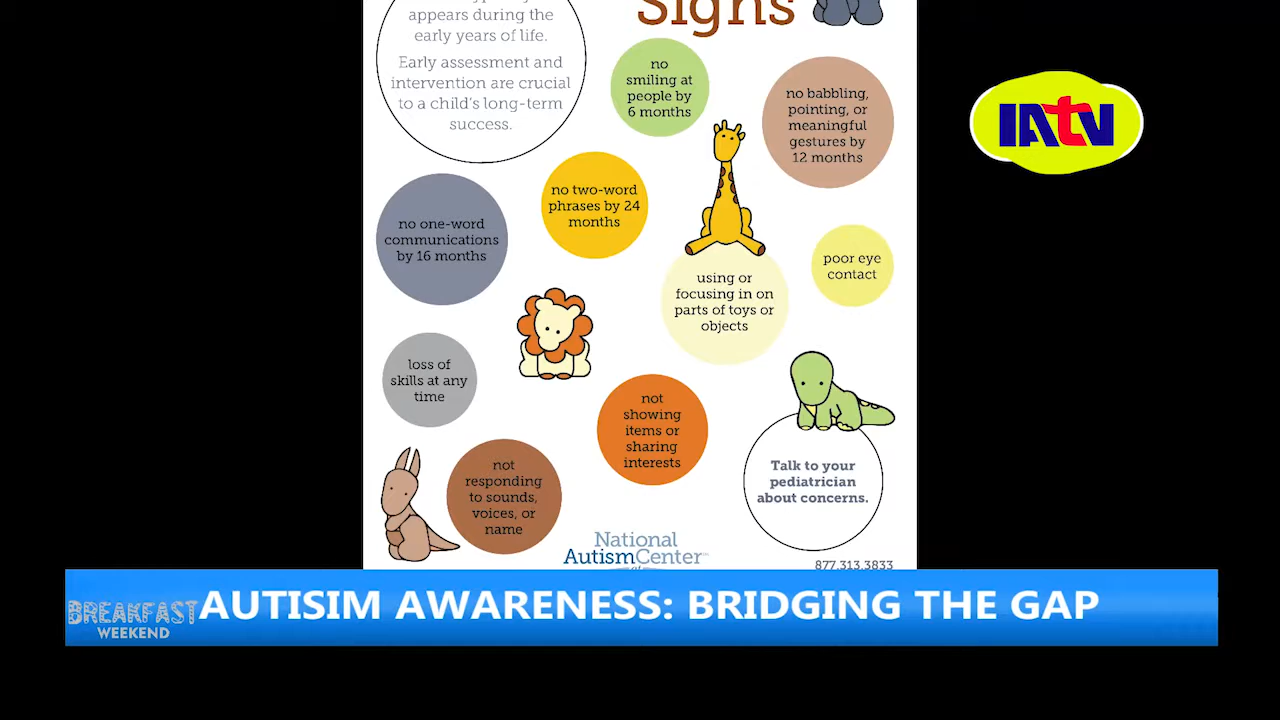 appears during the
early years of life.
Early assessment and
intervention are crucial
to a child's long-term
success.
Signs
no
smiling at
people by
6 months
no babbling,
pointing, or
meaningful
gestures by
12 months
IATV
no two-word
phrases by 24
months
no one-word
communications
by 16 months
poor eye
contact
using or
focusing in on
parts of toys or
objects
loss of
skills at any
time
not
showing
items or
sharing
interests
not
responding
to sounds,
voices, or
name
Talk to your
pediatrician
about concerns.
National
AutismCenter
877.313.3833
BREAKFAST
WEEKEND
AUTISIM AWARENESS: BRIDGING THE GAP